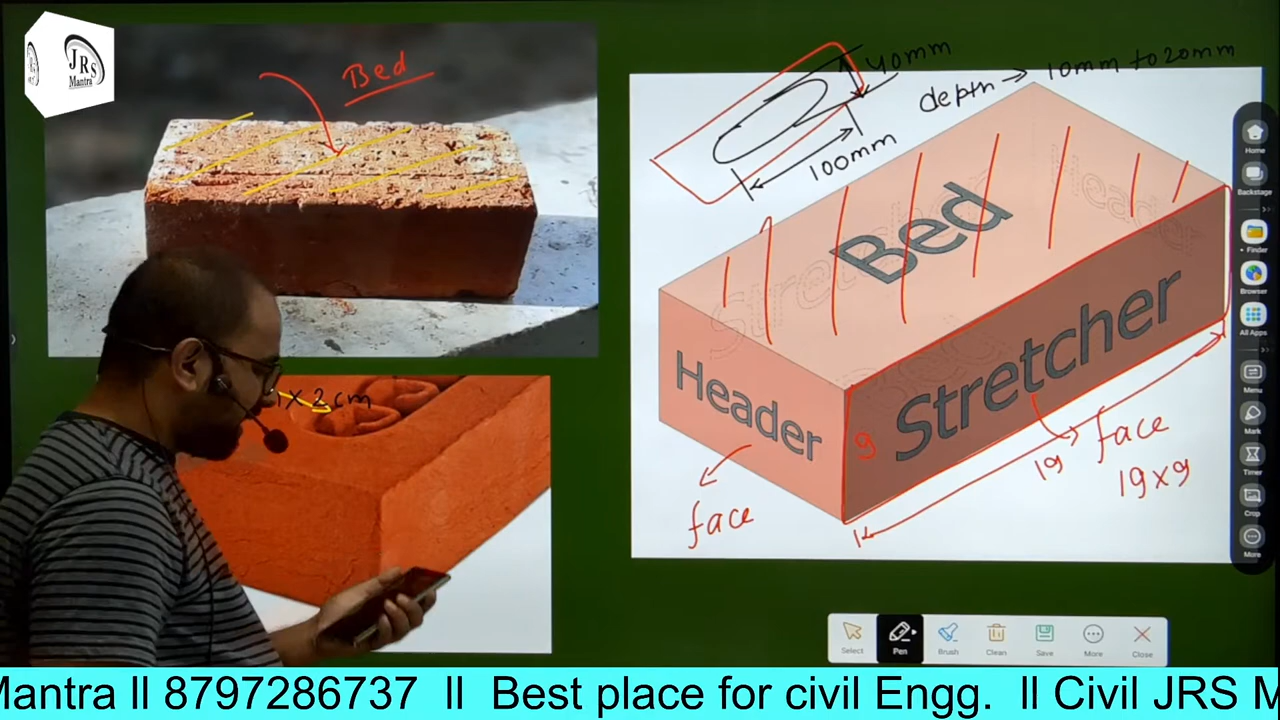 JRS
Mantra
Bed
40mm
depth → 10mm to 20mm
100mm
Bed
Header
Stretcher
9
19
face
19x9
face
x 2 cm
Home
Backstage
Finder
Browser
All Apps
Menu
Mark
Timer
Crop
More
Select
Pen
Brush
Clean
Save
More
Close
Mantra ll 8797286737 ll Best place for civil Engg. ll Civil JRS M